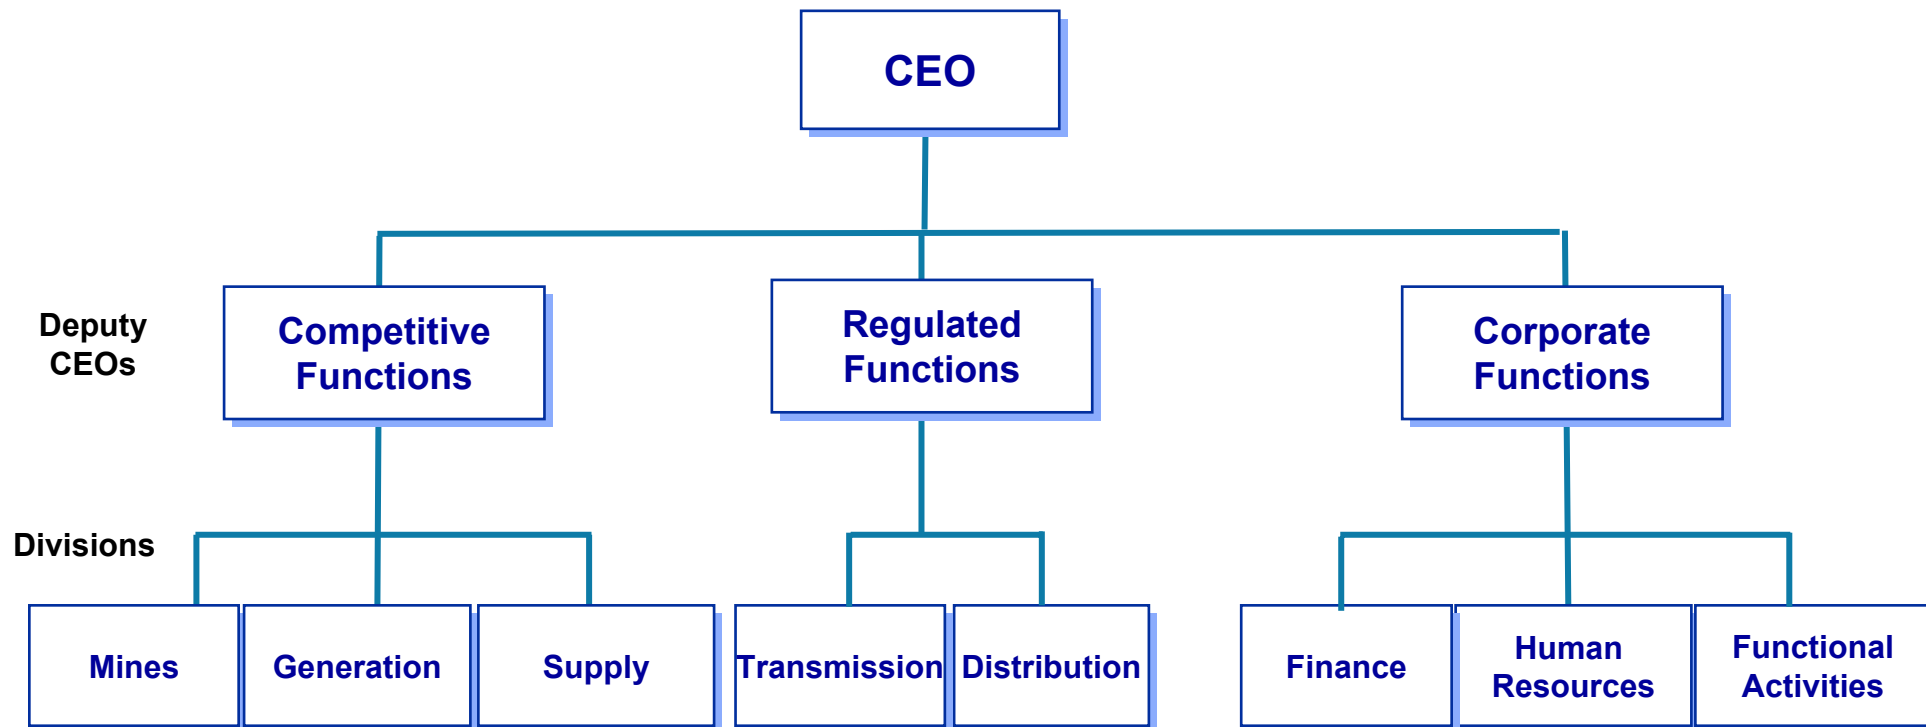 CEO
Deputy
CEOs
Competitive
Functions
Regulated
Functions
Corporate
Functions
Divisions
Mines
Generation
Supply
Transmission
Distribution
Finance
Human
Resources
Functional
Activities